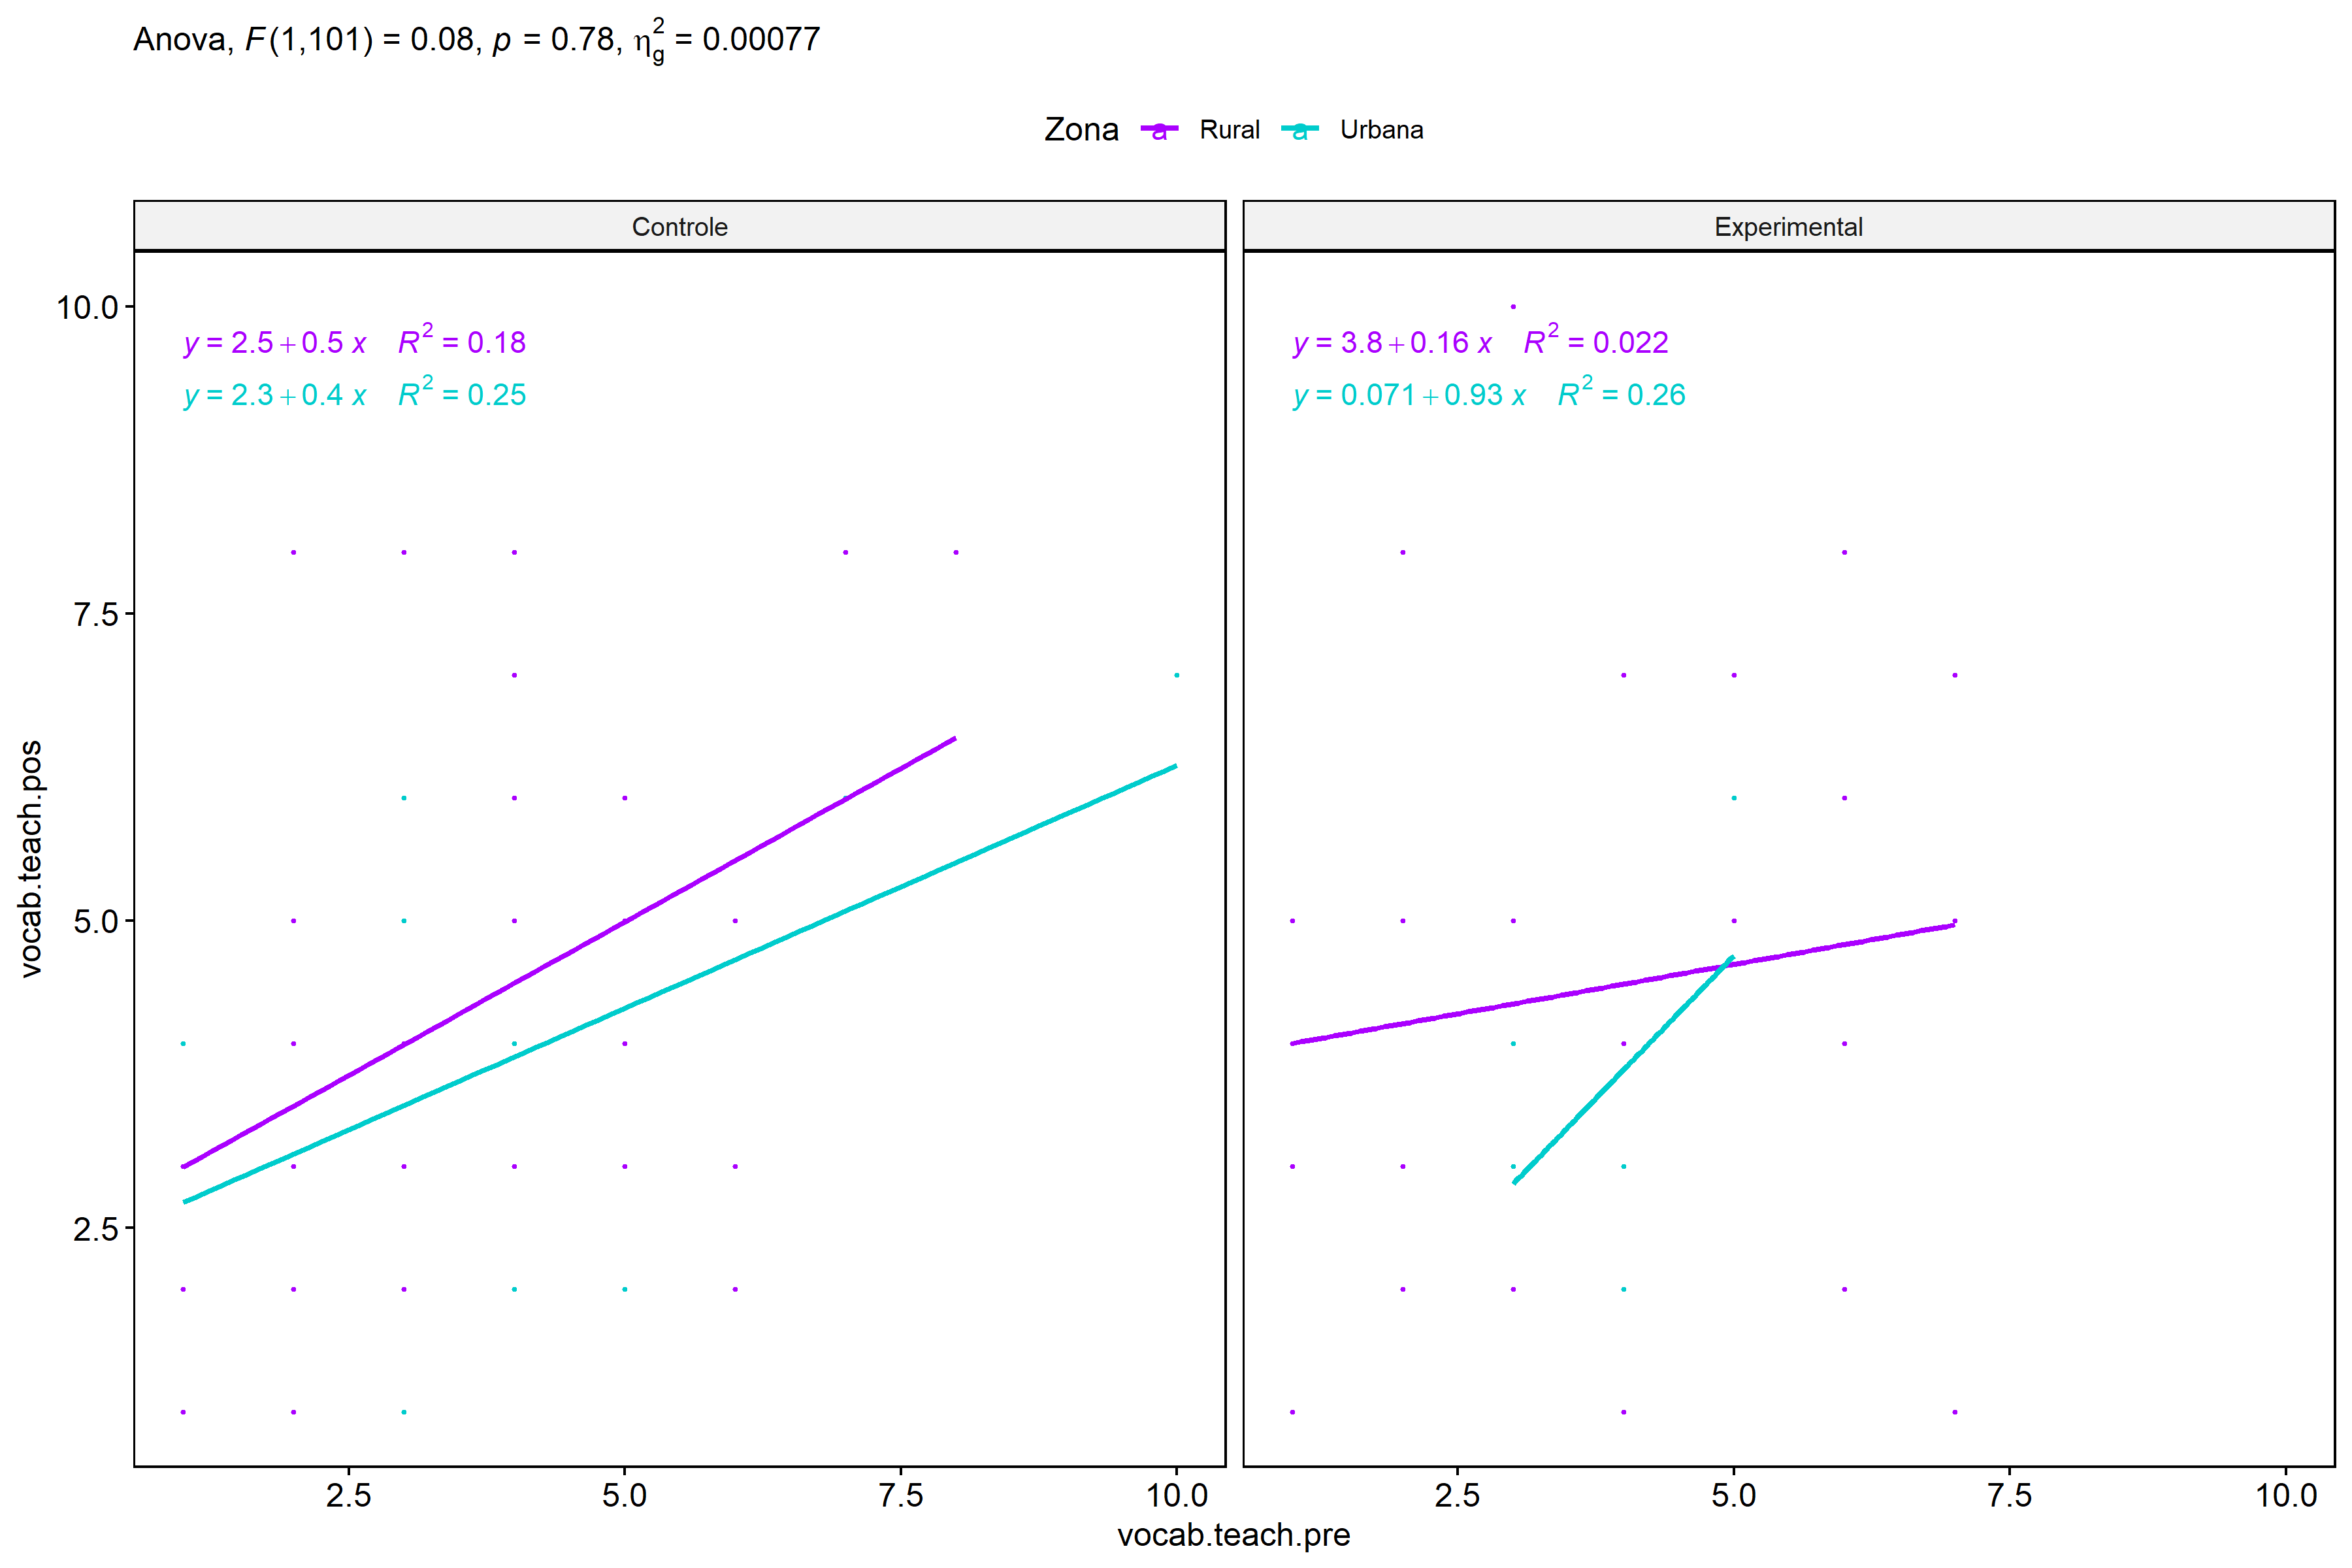 Anova, F(1,101) = 0.08, p = 0.78, η²g = 0.00077
Zona a Rural a Urbana
Controle
Experimental
y = 2.5 + 0.5 x R² = 0.18
y = 2.3 + 0.4 x R² = 0.25
y = 3.8 + 0.16 x R² = 0.022
y = 0.071 + 0.93 x R² = 0.26
vocab.teach.pos
10.0
7.5
5.0
2.5
2.5 5.0 7.5 10.0
2.5 5.0 7.5 10.0
vocab.teach.pre